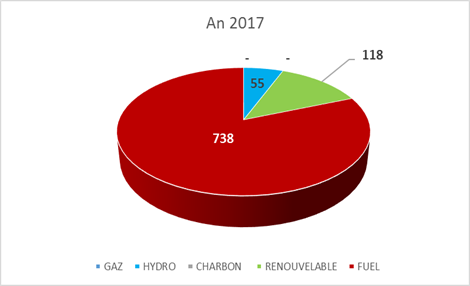 An 2017
- -
118
55
738
GAZ HYDRO CHARBON RENOUVELABLE FUEL